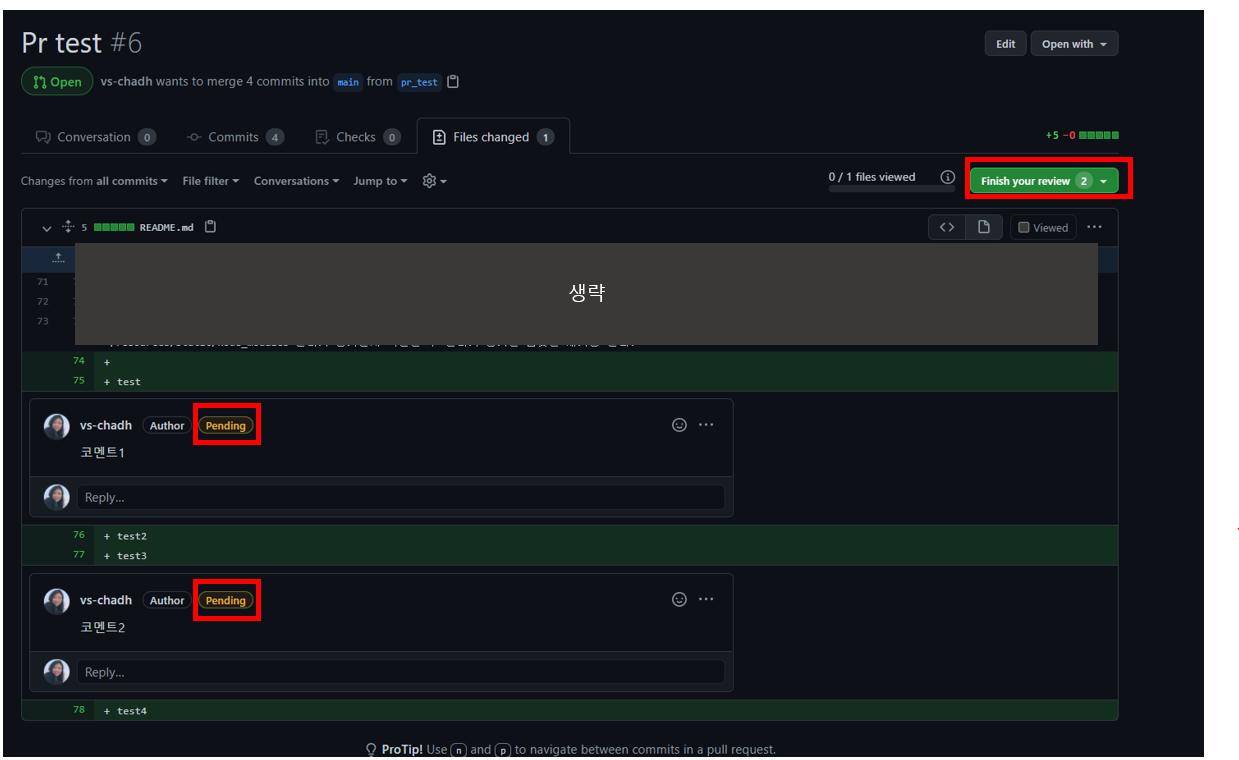 Pr test #6
Edit
Open with
Open vs-chadh wants to merge 4 commits into main from pr_test
Conversation 0 Commits 4 Checks 0 Files changed 1
+5 −0
Changes from all commits File filter Conversations Jump to
0 / 1 files viewed
Finish your review 2
5 README.md
Viewed
생략
71
72
73
74 +
75 + test
vs-chadh Author Pending
코멘트1
Reply...
76 + test2
77 + test3
vs-chadh Author Pending
코멘트2
Reply...
78 + test4
ProTip! Use n and p to navigate between commits in a pull request.